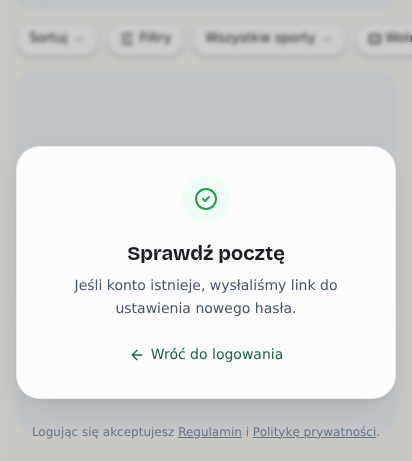 Sortuj
Filtry
Wszystkie sporty
Sprawdź pocztę
Jeśli konto istnieje, wysłaliśmy link do
ustawienia nowego hasła.
Wróć do logowania
Logując się akceptujesz Regulamin i Politykę prywatności.